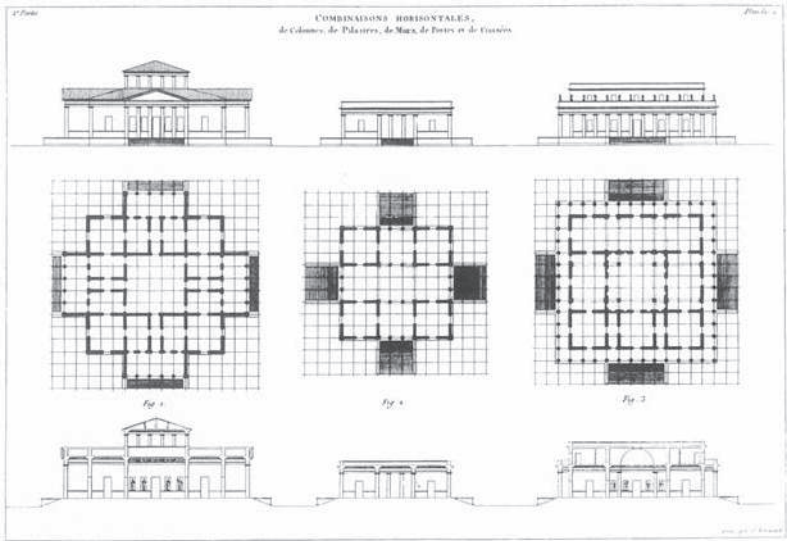 COMBINAISONS HORISONTALES,
de Colonnes, de Pilastres, de Murs, de Portes et de Croisées
Fig. 1
Fig. 2
Fig. 3